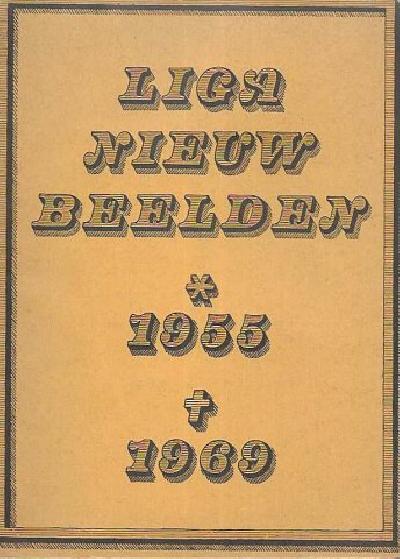 LIGA
NIEUW
BEELDEN
*
1955
†
1969